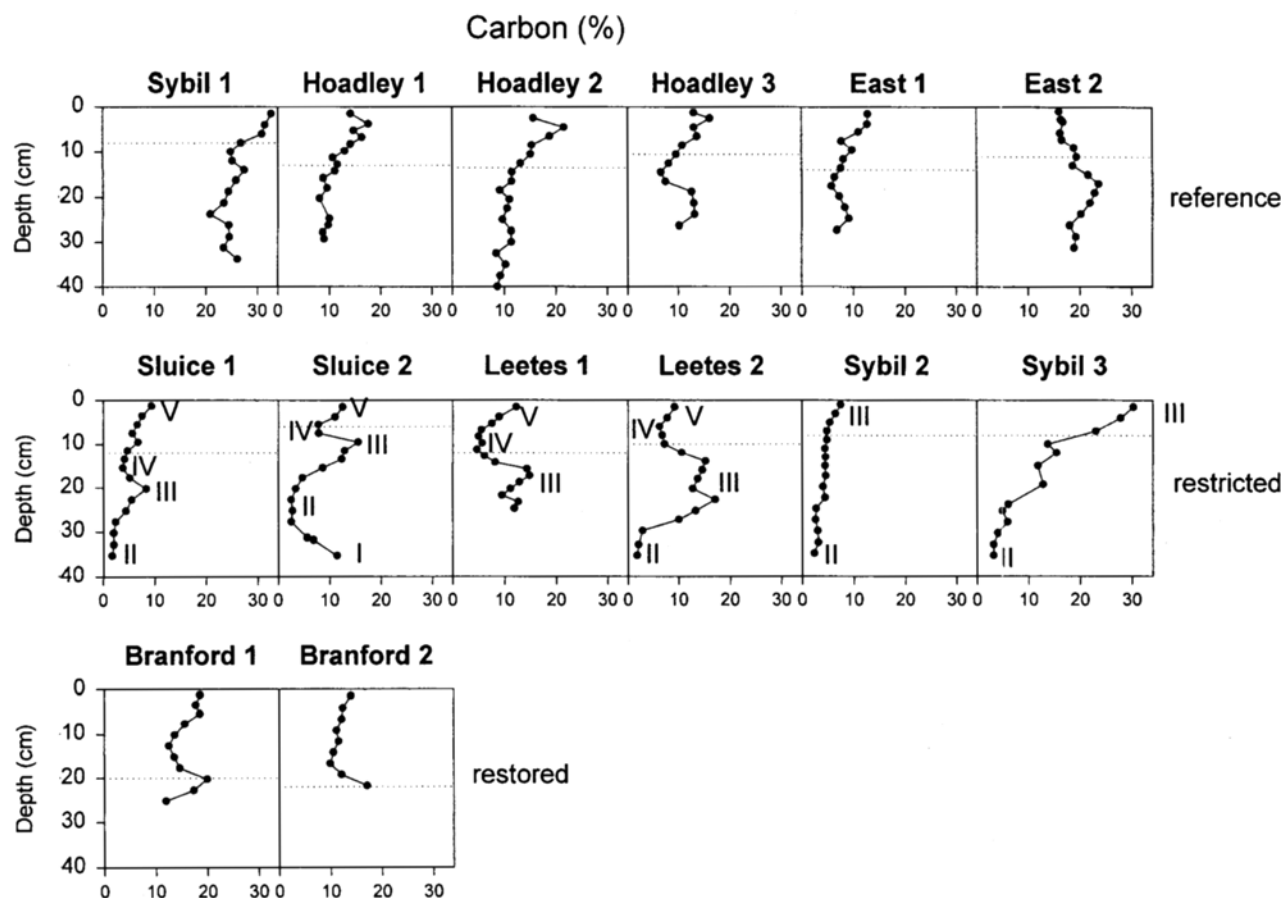 Carbon (%)
Sybil 1 Hoadley 1 Hoadley 2 Hoadley 3 East 1 East 2
0
10
20
30
40
Depth (cm)
reference
0 10 20 30 0 10 20 30 0 10 20 30 0 10 20 30 0 10 20 30 0 10 20 30
Sluice 1 Sluice 2 Leetes 1 Leetes 2 Sybil 2 Sybil 3
0
10
20
30
40
Depth (cm)
V IV III II
V IV III II I
V IV III
V IV III II
III II
III II
restricted
0 10 20 30 0 10 20 30 0 10 20 30 0 10 20 30 0 10 20 30 0 10 20 30
Branford 1 Branford 2
0
10
20
30
40
Depth (cm)
restored
0 10 20 30 0 10 20 30